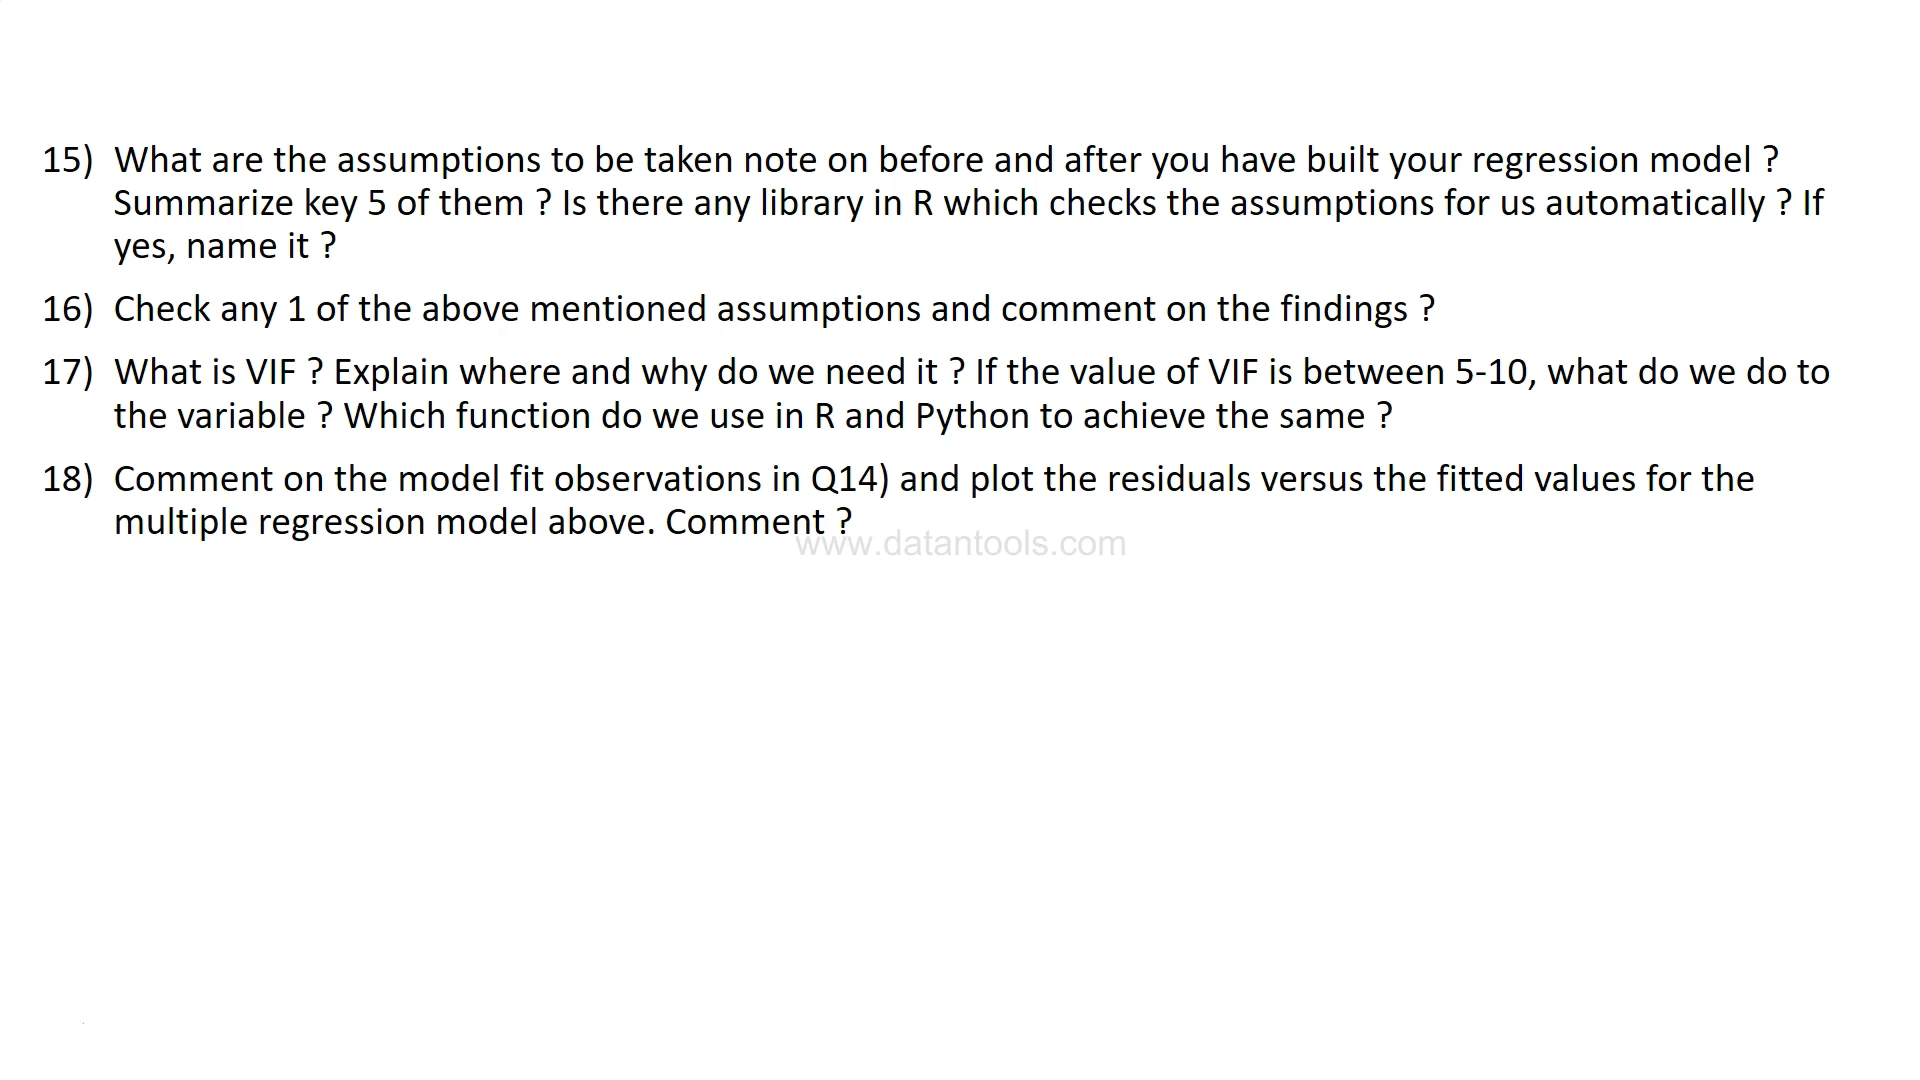 15) What are the assumptions to be taken note on before and after you have built your regression model ?
Summarize key 5 of them ? Is there any library in R which checks the assumptions for us automatically ? If
yes, name it ?
16) Check any 1 of the above mentioned assumptions and comment on the findings ?
17) What is VIF ? Explain where and why do we need it ? If the value of VIF is between 5-10, what do we do to
the variable ? Which function do we use in R and Python to achieve the same ?
18) Comment on the model fit observations in Q14) and plot the residuals versus the fitted values for the
multiple regression model above. Comment ?
www.datantools.com